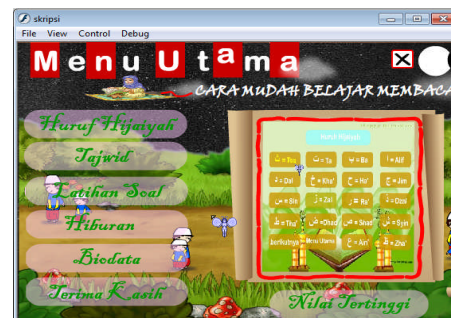 skripsi
File View Control Debug
Menu Utama
CARA MUDAH BELAJAR MEMBACA
Huruf Hijaiyah
Tajwid
Latihan Soal
Hiburan
Biodata
Terima Kasih
Huruf Hijaiyah
ث = Tsa ت = Ta ب = Ba ا = Alif
د = Dal خ = Kha' ح = Ha' ج = Jim
س = Sin ز = Zai ر = Ra' ذ = Dzal
ط = Tha' ض = Dhad ص = Shad ش = Syin
Berikutnya Menu Utama ع = Ain' ظ = Zha'
Nilai Tertinggi